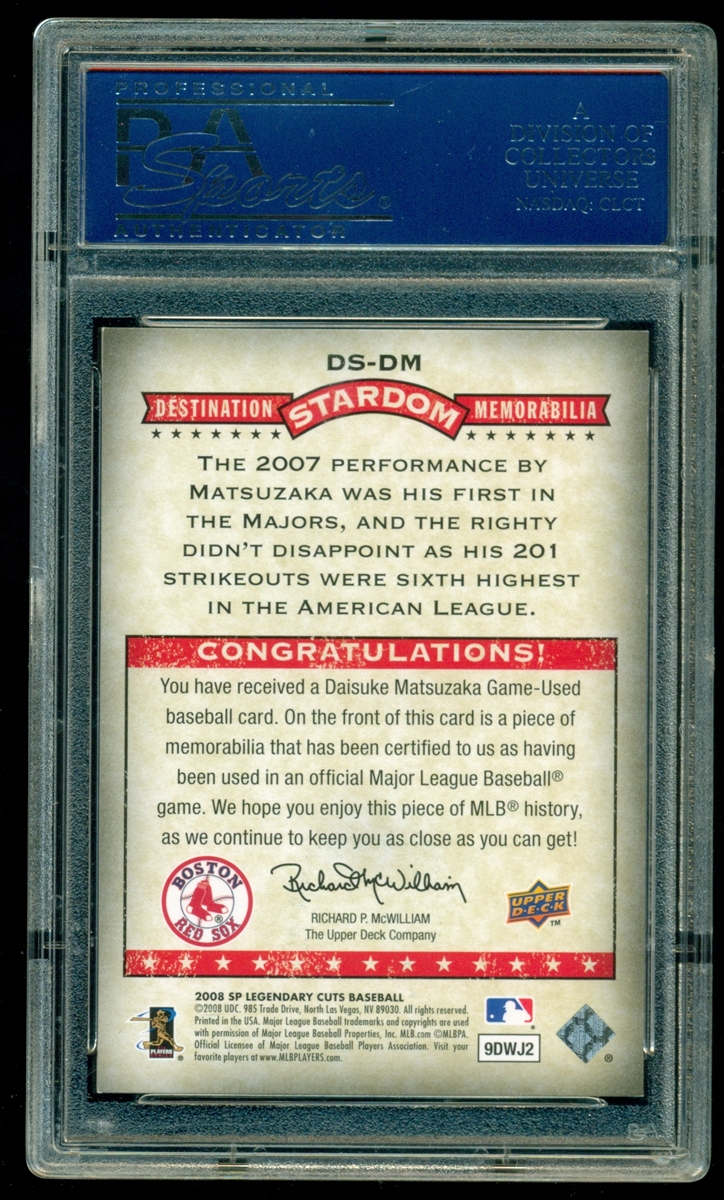 PROFESSIONAL
PSA
Sports®
AUTHENTICATOR
A
DIVISION OF
COLLECTORS
UNIVERSE
NASDAQ: CLCT
DS-DM
DESTINATION STARDOM MEMORABILIA
THE 2007 PERFORMANCE BY
MATSUZAKA WAS HIS FIRST IN
THE MAJORS, AND THE RIGHTY
DIDN'T DISAPPOINT AS HIS 201
STRIKEOUTS WERE SIXTH HIGHEST
IN THE AMERICAN LEAGUE.
CONGRATULATIONS!
You have received a Daisuke Matsuzaka Game-Used
baseball card. On the front of this card is a piece of
memorabilia that has been certified to us as having
been used in an official Major League Baseball®
game. We hope you enjoy this piece of MLB® history,
as we continue to keep you as close as you can get!
BOSTON
RED SOX
®
Richard P. McWilliam
RICHARD P. McWILLIAM
The Upper Deck Company
UPPER
D·E·C·K
™
2008 SP LEGENDARY CUTS BASEBALL
©2008 UDC. 985 Trade Drive, North Las Vegas, NV 89030. All rights reserved.
Printed in the USA. Major League Baseball trademarks and copyrights are used
with permission of Major League Baseball Properties, Inc. MLB.com ©MLBPA.
Official Licensee of Major League Baseball Players Association. Visit your
favorite players at www.MLBPLAYERS.com.
PLAYERS
®
®
9DWJ2
®
PSA